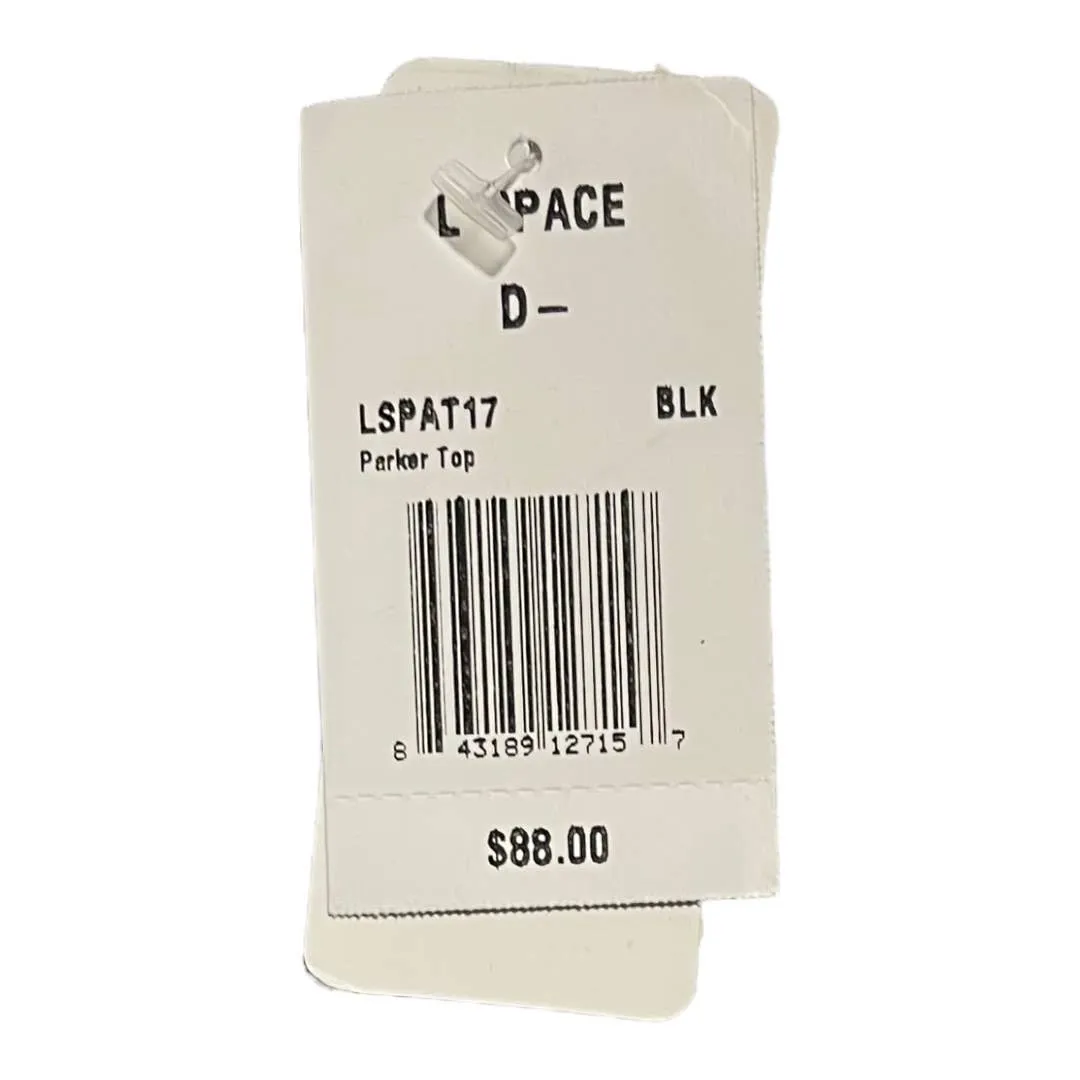 L PACE
D–
LSPAT17 BLK
Parker Top
8 43189 12715 7
$88.00